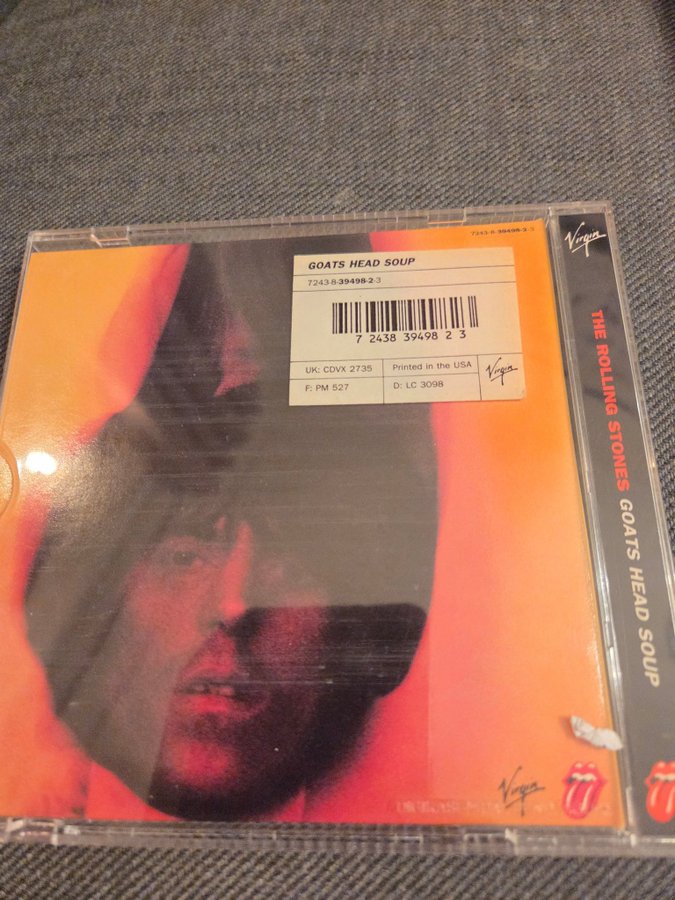 7243-8-39498-2-3
GOATS HEAD SOUP
7243-8-39498-2-3
7 2438 39498 2 3
UK: CDVX 2735
Printed in the USA
F: PM 527
D: LC 3098
Virgin
Virgin
Virgin
THE ROLLING STONES GOATS HEAD SOUP